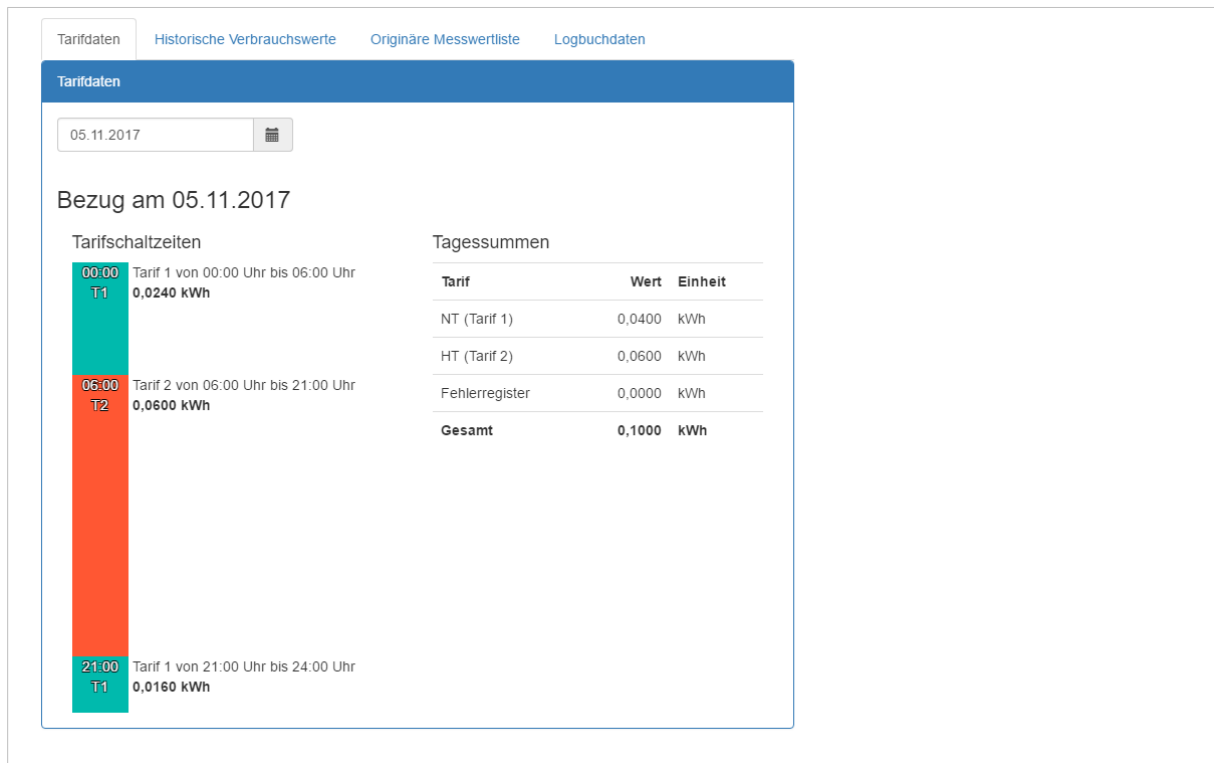 Tarifdaten Historische Verbrauchswerte Originäre Messwertliste Logbuchdaten
Tarifdaten
05.11.2017
Bezug am 05.11.2017
Tarifschaltzeiten
00:00 Tarif 1 von 00:00 Uhr bis 06:00 Uhr
T1 0,0240 kWh
06:00 Tarif 2 von 06:00 Uhr bis 21:00 Uhr
T2 0,0600 kWh
21:00 Tarif 1 von 21:00 Uhr bis 24:00 Uhr
T1 0,0160 kWh
Tagessummen
Tarif Wert Einheit
NT (Tarif 1) 0,0400 kWh
HT (Tarif 2) 0,0600 kWh
Fehlerregister 0,0000 kWh
Gesamt 0,1000 kWh